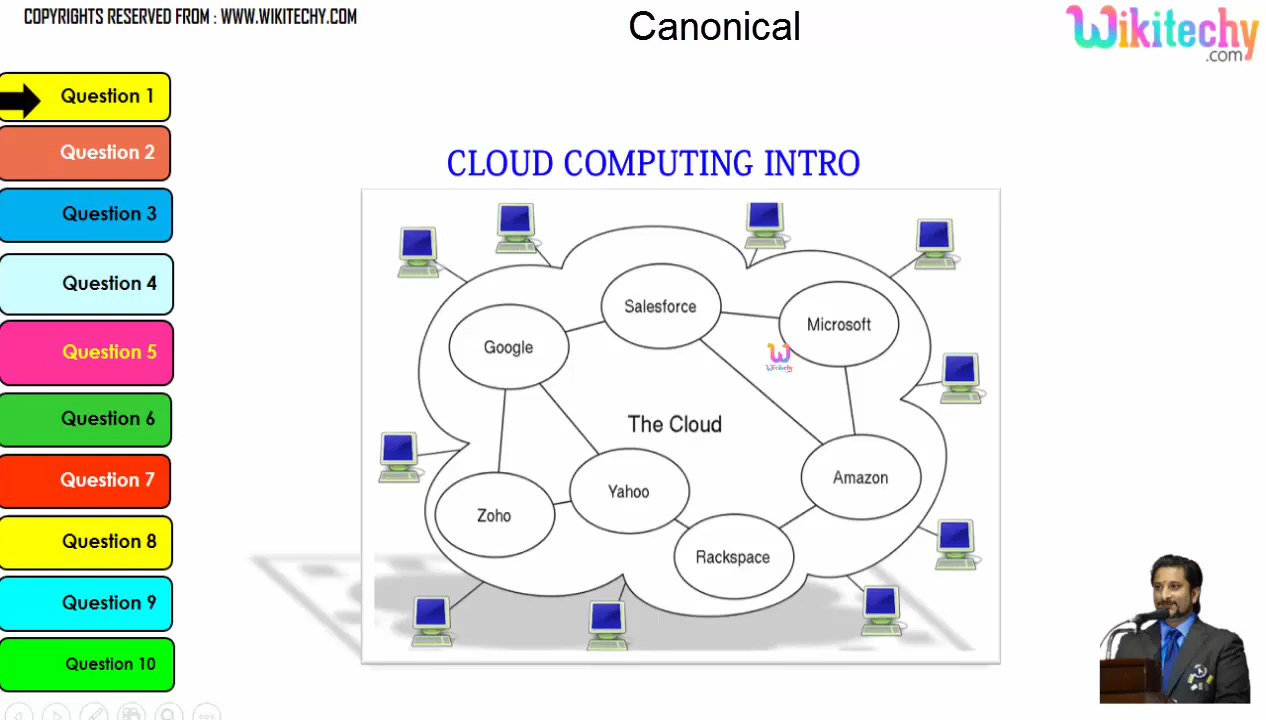 COPYRIGHTS RESERVED FROM : WWW.WIKITECHY.COM
Canonical
Wikitechy
.com
Question 1
Question 2
Question 3
Question 4
Question 5
Question 6
Question 7
Question 8
Question 9
Question 10
CLOUD COMPUTING INTRO
Salesforce
Microsoft
Google
Wikitechy
The Cloud
Amazon
Yahoo
Zoho
Rackspace